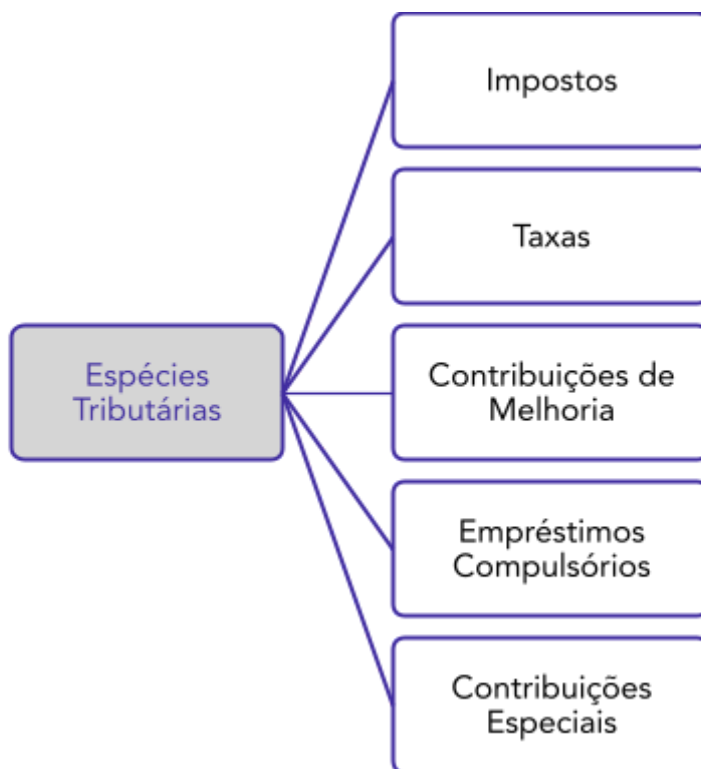 Impostos
Taxas
Espécies
Tributárias
Contribuições de
Melhoria
Empréstimos
Compulsórios
Contribuições
Especiais